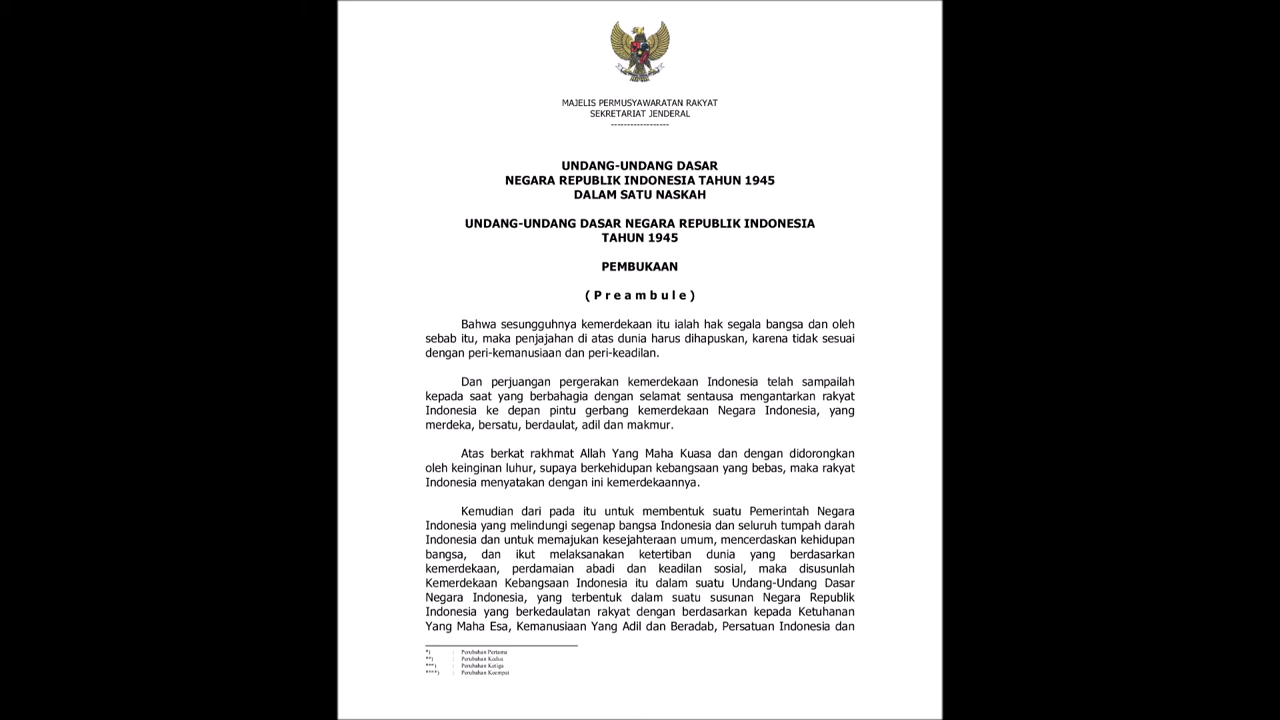 MAJELIS PERMUSYAWARATAN RAKYAT
SEKRETARIAT JENDERAL
------------------
UNDANG-UNDANG DASAR
NEGARA REPUBLIK INDONESIA TAHUN 1945
DALAM SATU NASKAH
UNDANG-UNDANG DASAR NEGARA REPUBLIK INDONESIA
TAHUN 1945
PEMBUKAAN
( P r e a m b u l e )
Bahwa sesungguhnya kemerdekaan itu ialah hak segala bangsa dan oleh
sebab itu, maka penjajahan di atas dunia harus dihapuskan, karena tidak sesuai
dengan peri-kemanusiaan dan peri-keadilan.
Dan perjuangan pergerakan kemerdekaan Indonesia telah sampailah
kepada saat yang berbahagia dengan selamat sentausa mengantarkan rakyat
Indonesia ke depan pintu gerbang kemerdekaan Negara Indonesia, yang
merdeka, bersatu, berdaulat, adil dan makmur.
Atas berkat rakhmat Allah Yang Maha Kuasa dan dengan didorongkan
oleh keinginan luhur, supaya berkehidupan kebangsaan yang bebas, maka rakyat
Indonesia menyatakan dengan ini kemerdekaannya.
Kemudian dari pada itu untuk membentuk suatu Pemerintah Negara
Indonesia yang melindungi segenap bangsa Indonesia dan seluruh tumpah darah
Indonesia dan untuk memajukan kesejahteraan umum, mencerdaskan kehidupan
bangsa, dan ikut melaksanakan ketertiban dunia yang berdasarkan
kemerdekaan, perdamaian abadi dan keadilan sosial, maka disusunlah
Kemerdekaan Kebangsaan Indonesia itu dalam suatu Undang-Undang Dasar
Negara Indonesia, yang terbentuk dalam suatu susunan Negara Republik
Indonesia yang berkedaulatan rakyat dengan berdasarkan kepada Ketuhanan
Yang Maha Esa, Kemanusiaan Yang Adil dan Beradab, Persatuan Indonesia dan
*) : Perubahan Pertama
**) : Perubahan Kedua
***) : Perubahan Ketiga
****) : Perubahan Keempat